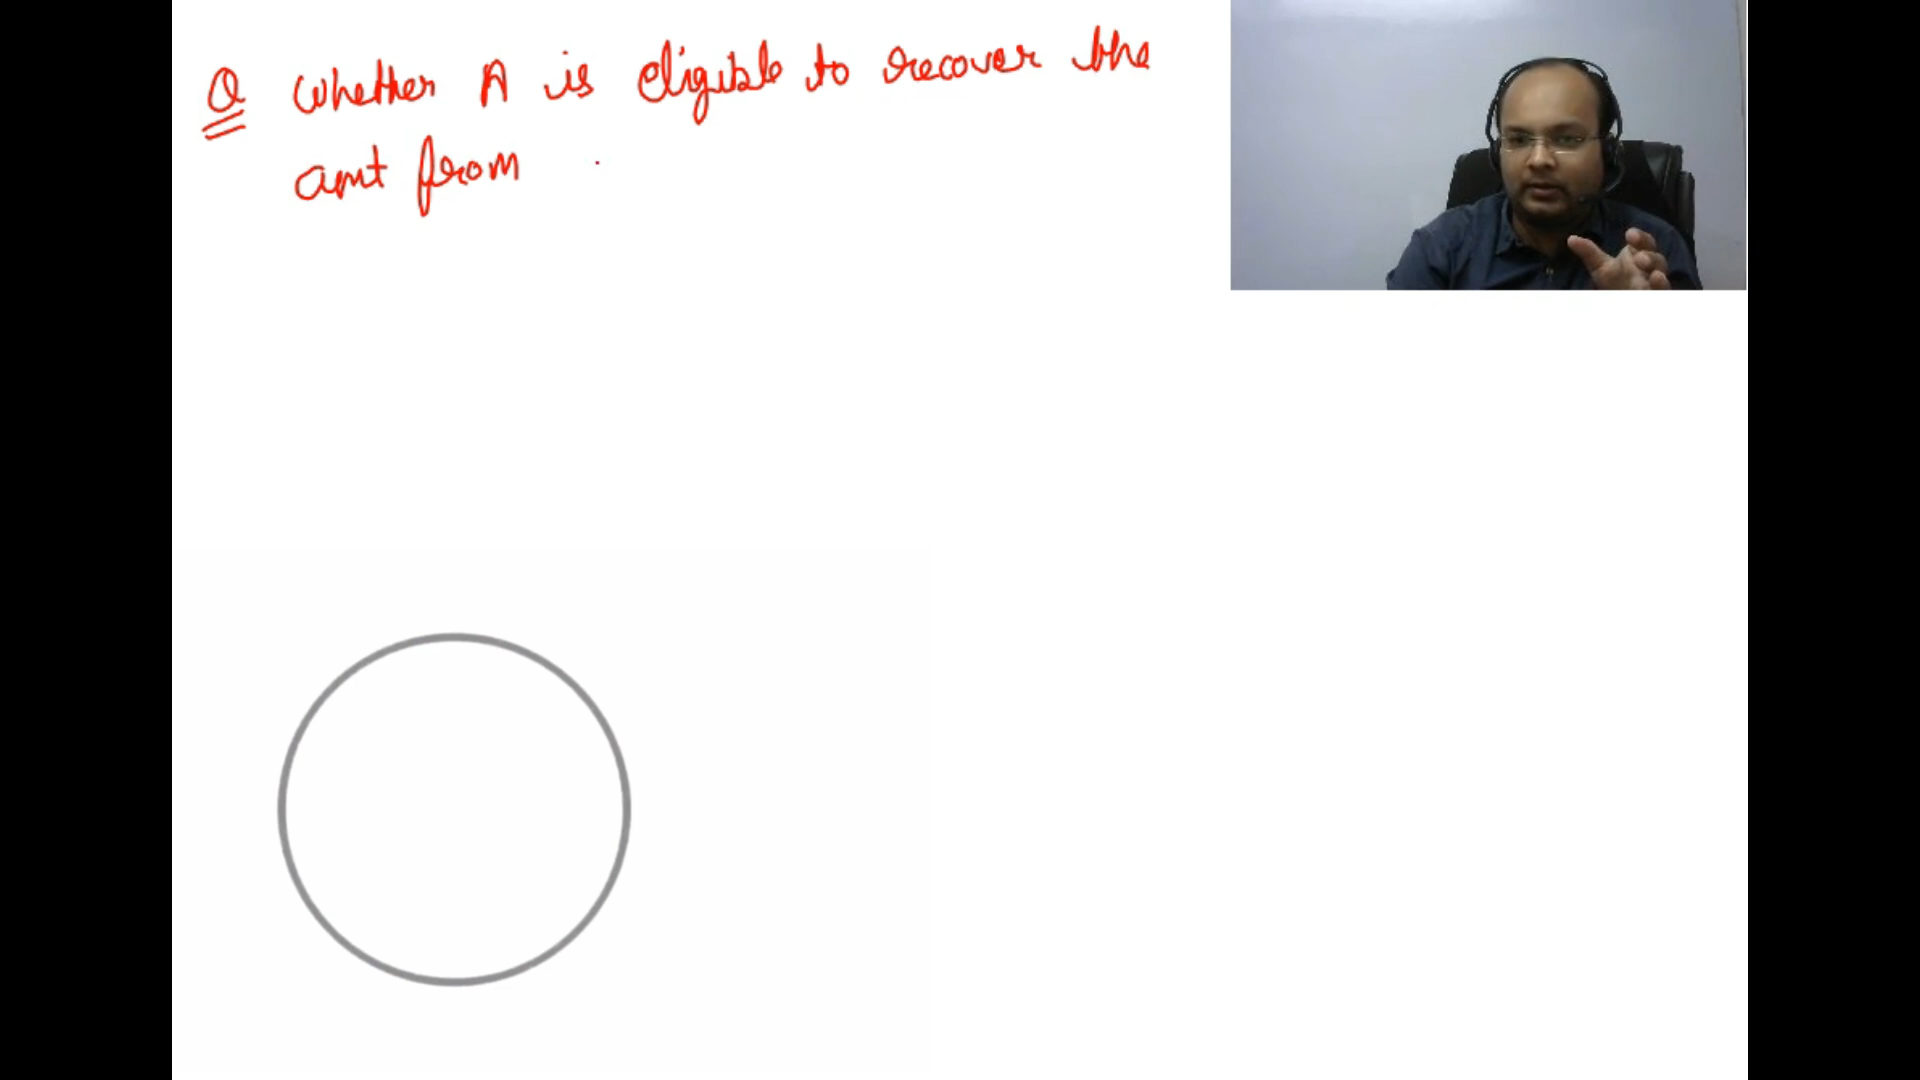 Q whether A is eligible to recover the
amt from